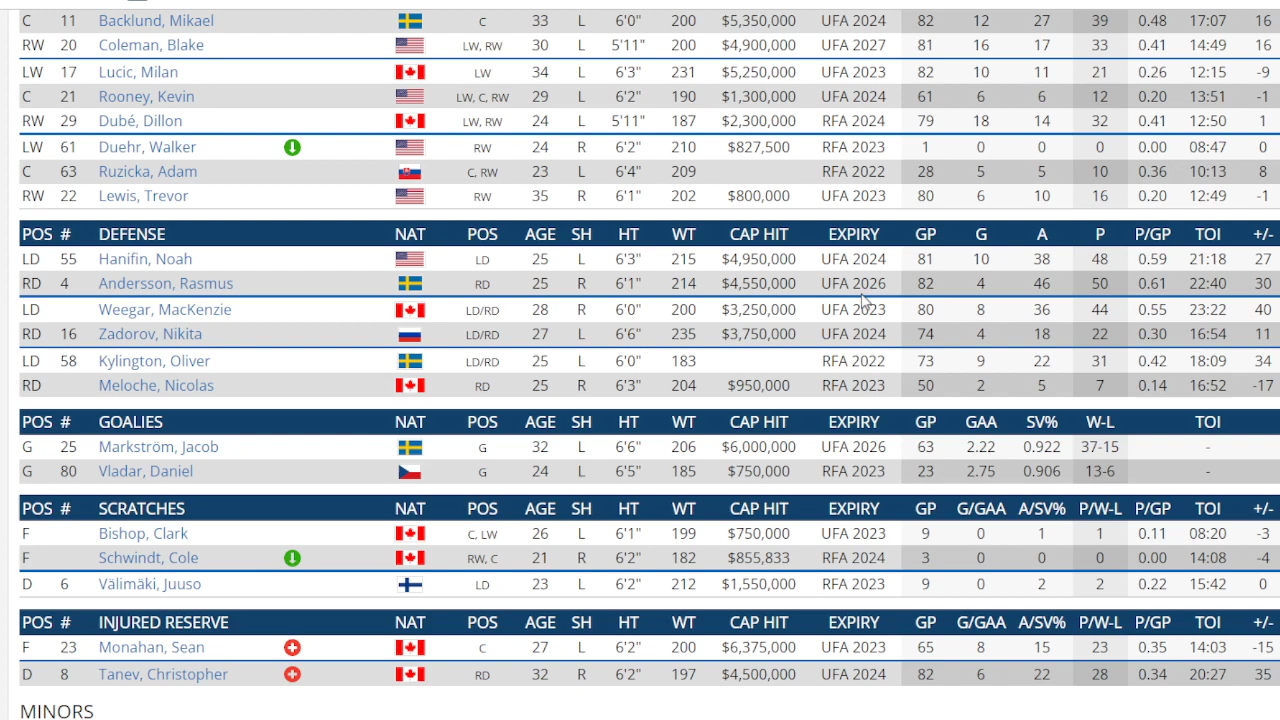 C 11 Backlund, Mikael C 33 L 6'0" 200 $5,350,000 UFA 2024 82 12 27 0.48 17:07 16
RW 20 Coleman, Blake LW, RW 30 L 5'11" $4,900,000 UFA 2027 81 16 17 0.41 14:49 16
LW 17 Lucic, Milan LW 34 L 6'3" 231 $5,250,000 UFA 2023 82 10 11 21 0.26 12:15 -9
C 21 Rooney, Kevin LW, C, RW 29 L 6'2" 190 $1,300,000 UFA 2024 61 6 6 0.20 13:51 -1
RW 29 Dubé, Dillon LW, RW 24 L 5'11" 187 $2,300,000 RFA 2024 79 18 14 32 0.41 12:50 1
LW 61 Duehr, Walker RW 24 R 6'2" 210 $827,500 RFA 2023 1 0 0 0.00 08:47
C 63 Ruzicka, Adam C, RW 23 L 6'4" 209 RFA 2022 28 5 5 10 0.36 10:13 8
RW 22 Lewis, Trevor RW 35 R 6'1" 202 $800,000 UFA 2023 80 6 10 16 0.20 12:49 -1
POS # DEFENSE NAT POS AGE SH HT WT CAP HIT EXPIRY GP G A P P/GP TOI +/-
LD 55 Hanifin, Noah LD 25 L 6'3" 215 $4,950,000 UFA 2024 81 10 38 48 0.59 21:18 27
RD 4 Andersson, Rasmus RD 25 R 6'1" 214 $4,550,000 UFA 2026 82 4 46 50 0.61 22:40 30
LD Weegar, MacKenzie LD/RD 28 R 6'0" 200 $3,250,000 UFA 2023 80 8 36 44 0.55 23:22 40
RD 16 Zadorov, Nikita LD/RD 27 L 6'6" 235 $3,750,000 UFA 2024 74 4 18 22 0.30 16:54 11
LD 58 Kylington, Oliver LD/RD 25 L 6'0" 183 RFA 2022 73 9 22 31 0.42 18:09 34
RD Meloche, Nicolas RD 25 R 6'3" 204 $950,000 RFA 2023 50 2 5 7 0.14 16:52 -17
POS # GOALIES NAT POS AGE SH HT WT CAP HIT EXPIRY GP GAA SV% W-L TOI
G 25 Markström, Jacob G 32 L 6'6" 206 $6,000,000 UFA 2026 63 2.22 0.922 37-15 -
G 80 Vladar, Daniel G 24 L 6'5" 185 $750,000 RFA 2023 23 2.75 0.906 13-6 -
POS # SCRATCHES NAT POS AGE SH HT WT CAP HIT EXPIRY GP G/GAA A/SV% P/W-L P/GP TOI +/-
F Bishop, Clark C, LW 26 L 6'1" 199 $750,000 UFA 2023 9 0 1 1 0.11 08:20 -3
F Schwindt, Cole RW, C 21 R 6'2" 182 $855,833 RFA 2024 3 0 0 0 0.00 14:08 -4
D 6 Välimäki, Juuso LD 23 L 6'2" 212 $1,550,000 RFA 2023 9 0 2 2 0.22 15:42 0
POS # INJURED RESERVE NAT POS AGE SH HT WT CAP HIT EXPIRY GP G/GAA A/SV% P/W-L P/GP TOI +/-
F 23 Monahan, Sean C 27 L 6'2" 200 $6,375,000 UFA 2023 65 8 15 23 0.35 14:03 -15
D 8 Tanev, Christopher RD 32 R 6'2" 197 $4,500,000 UFA 2024 82 6 22 28 0.34 20:27 35
MINORS